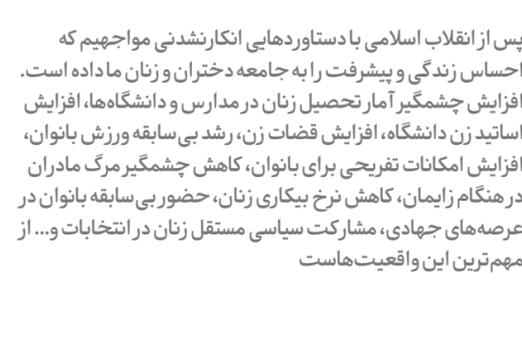 پس از انقلاب اسلامی با دستاوردهایی انکارنشدنی مواجهیم که
احساس زندگی و پیشرفت را به جامعه دختران و زنان ما داده است.
افزایش چشمگیر آمار تحصیل زنان در مدارس و دانشگاه‌ها، افزایش
اساتید زن دانشگاه، افزایش قضات زن، رشد بی‌سابقه ورزش بانوان،
افزایش امکانات تفریحی برای بانوان، کاهش چشمگیر مرگ مادران
در هنگام زایمان، کاهش نرخ بیکاری زنان، حضور بی‌سابقه بانوان در
عرصه‌های جهادی، مشارکت سیاسی مستقل زنان در انتخابات و... از
مهم‌ترین این واقعیت‌هاست